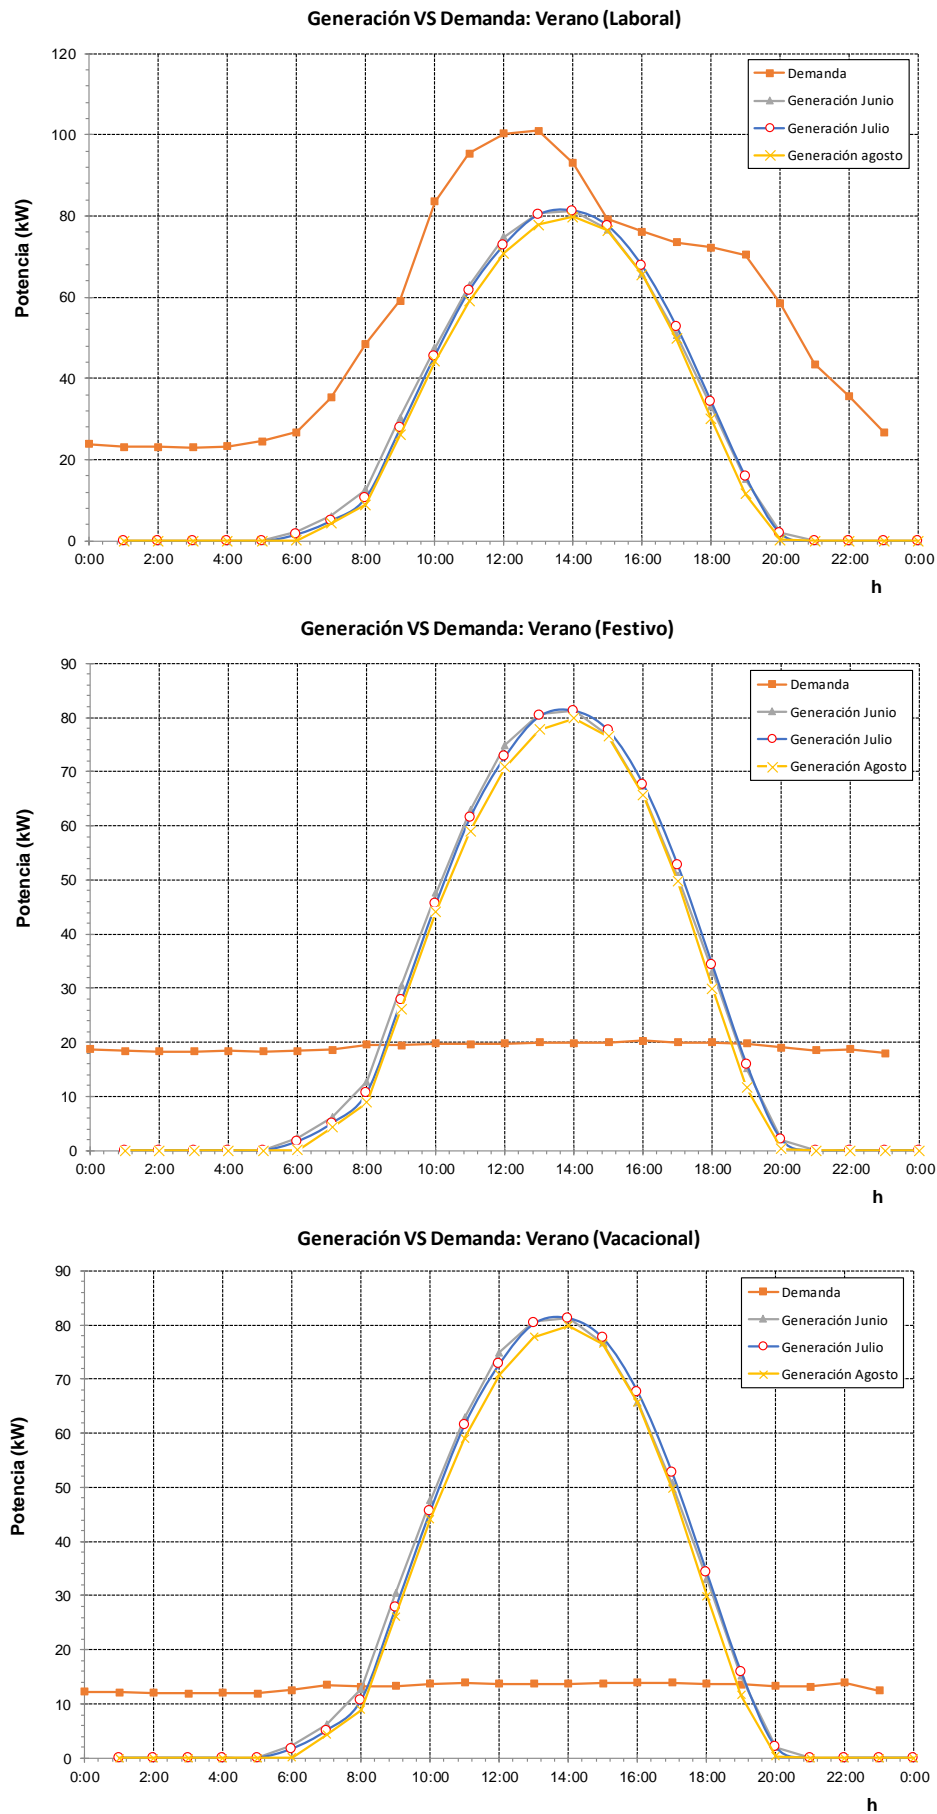 Generación VS Demanda: Verano (Laboral)
120
100
80
60
40
20
0
Potencia (kW)
Demanda
Generación Junio
Generación Julio
Generación agosto
0:00 2:00 4:00 6:00 8:00 10:00 12:00 14:00 16:00 18:00 20:00 22:00 0:00
h
Generación VS Demanda: Verano (Festivo)
90
80
70
60
50
40
30
20
10
0
Potencia (kW)
Demanda
Generación Junio
Generación Julio
Generación Agosto
0:00 2:00 4:00 6:00 8:00 10:00 12:00 14:00 16:00 18:00 20:00 22:00 0:00
h
Generación VS Demanda: Verano (Vacacional)
90
80
70
60
50
40
30
20
10
0
Potencia (kW)
Demanda
Generación Junio
Generación Julio
Generación Agosto
0:00 2:00 4:00 6:00 8:00 10:00 12:00 14:00 16:00 18:00 20:00 22:00 0:00
h